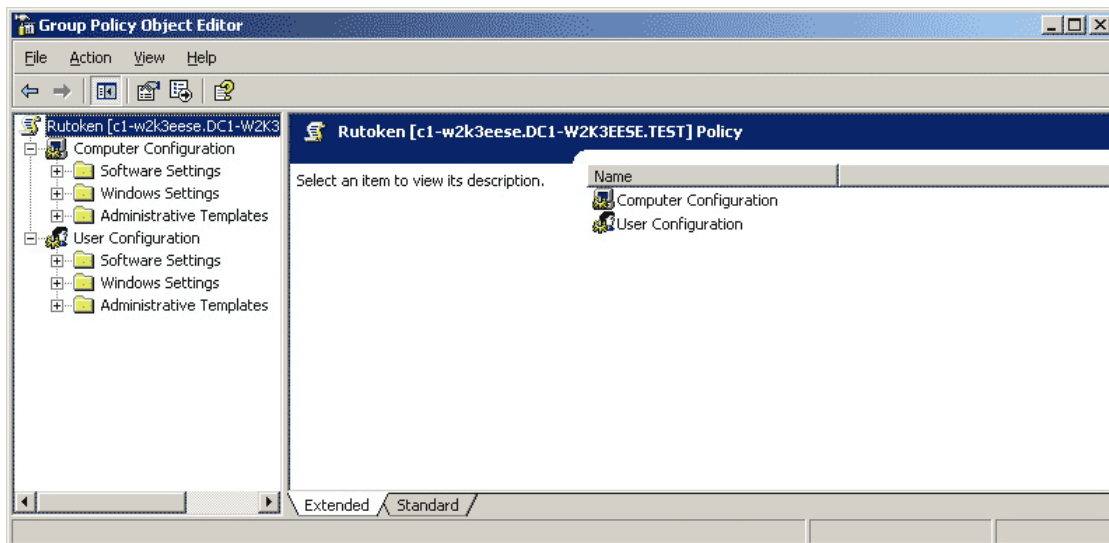 Group Policy Object Editor
File Action View Help
Rutoken [c1-w2k3eese.DC1-W2K3
Computer Configuration
Software Settings
Windows Settings
Administrative Templates
User Configuration
Software Settings
Windows Settings
Administrative Templates
Rutoken [c1-w2k3eese.DC1-W2K3EESE.TEST] Policy
Select an item to view its description.
Name
Computer Configuration
User Configuration
Extended Standard